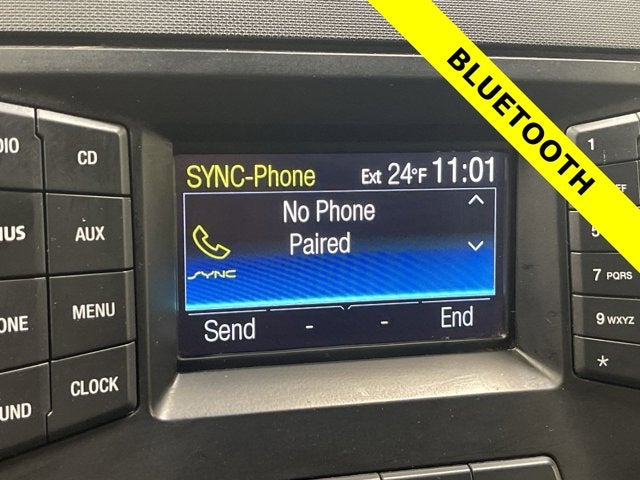 BLUETOOTH
SYNC-Phone Ext 24°F 11:01
No Phone
Paired
SYNC
Send - - End
CD
AUX
MENU
CLOCK
1
5
7 PQRS
9 WXYZ
*